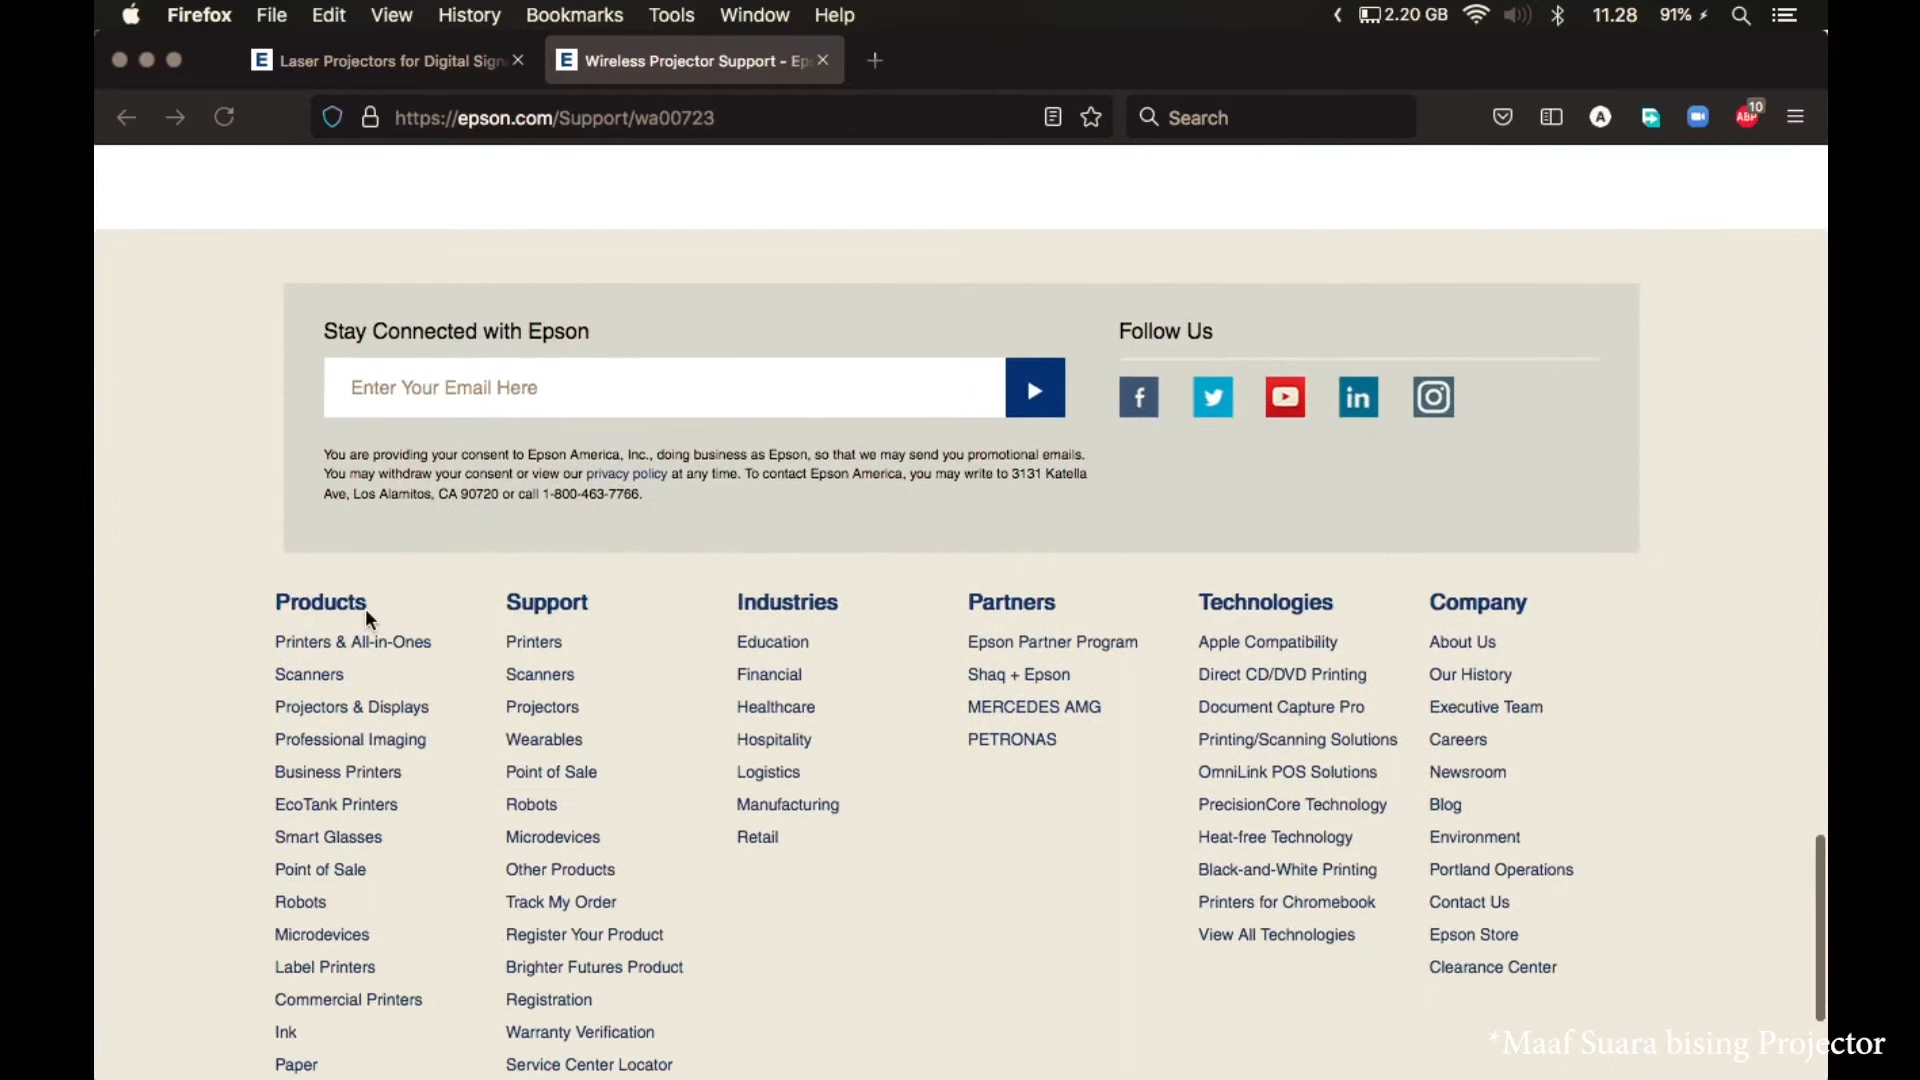 Firefox File Edit View History Bookmarks Tools Window Help 2.20 GB 11.28 91%
E Laser Projectors for Digital Sign
E Wireless Projector Support - Ep
https://epson.com/Support/wa00723
Search
A
ABP
10
Stay Connected with Epson
Enter Your Email Here
You are providing your consent to Epson America, Inc., doing business as Epson, so that we may send you promotional emails.
You may withdraw your consent or view our privacy policy at any time. To contact Epson America, you may write to 3131 Katella
Ave, Los Alamitos, CA 90720 or call 1-800-463-7766.
Follow Us
f
in
Products
Printers & All-in-Ones
Scanners
Projectors & Displays
Professional Imaging
Business Printers
EcoTank Printers
Smart Glasses
Point of Sale
Robots
Microdevices
Label Printers
Commercial Printers
Ink
Paper
Support
Printers
Scanners
Projectors
Wearables
Point of Sale
Robots
Microdevices
Other Products
Track My Order
Register Your Product
Brighter Futures Product
Registration
Warranty Verification
Service Center Locator
Industries
Education
Financial
Healthcare
Hospitality
Logistics
Manufacturing
Retail
Partners
Epson Partner Program
Shaq + Epson
MERCEDES AMG
PETRONAS
Technologies
Apple Compatibility
Direct CD/DVD Printing
Document Capture Pro
Printing/Scanning Solutions
OmniLink POS Solutions
PrecisionCore Technology
Heat-free Technology
Black-and-White Printing
Printers for Chromebook
View All Technologies
Company
About Us
Our History
Executive Team
Careers
Newsroom
Blog
Environment
Portland Operations
Contact Us
Epson Store
Clearance Center
*Maaf Suara bising Projector